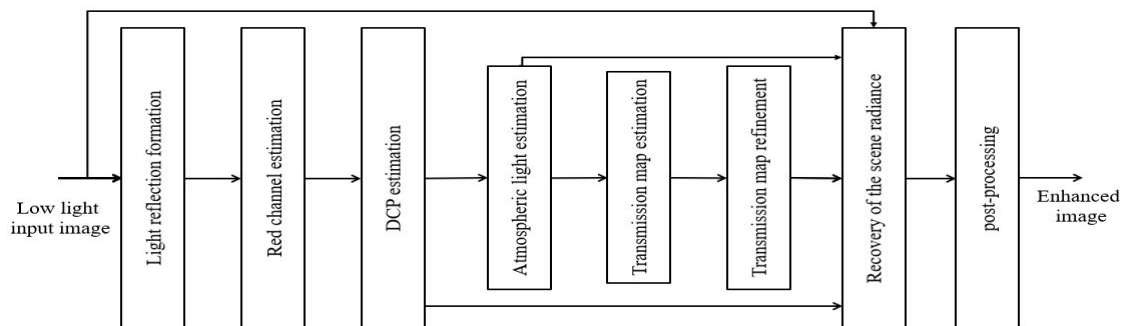 Low light
input image
Light reflection formation
Red channel estimation
DCP estimation
Atmospheric light estimation
Transmission map estimation
Transmission map refinement
Recovery of the scene radiance
post-processing
Enhanced
image